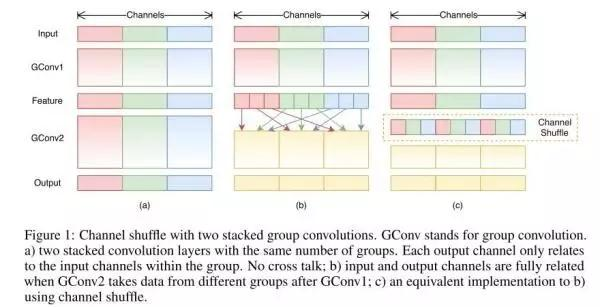 Channels
Channels
Channels
Input
GConv1
Feature
GConv2
Output
Channel
Shuffle
(a)
(b)
(c)
Figure 1: Channel shuffle with two stacked group convolutions. GConv stands for group convolution.
a) two stacked convolution layers with the same number of groups. Each output channel only relates
to the input channels within the group. No cross talk; b) input and output channels are fully related
when GConv2 takes data from different groups after GConv1; c) an equivalent implementation to b)
using channel shuffle.